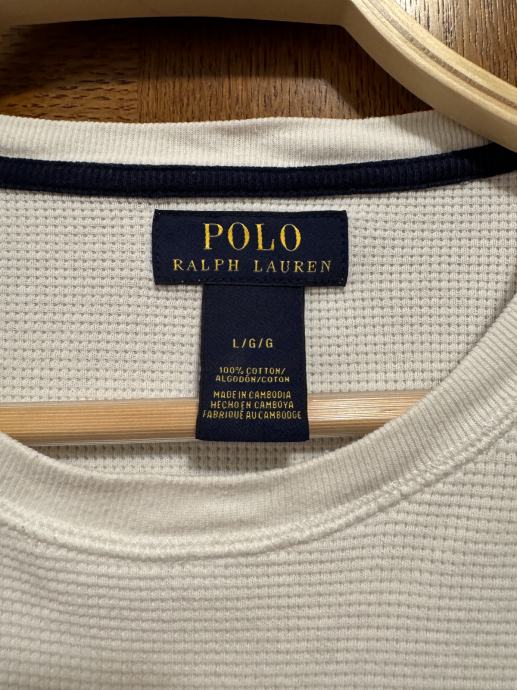 POLO
RALPH LAUREN
L/G/G
100% COTTON/
ALGODÓN/COTON
MADE IN CAMBODIA
HECHO EN CAMBOYA
FABRIQUÉ AU CAMBODGE